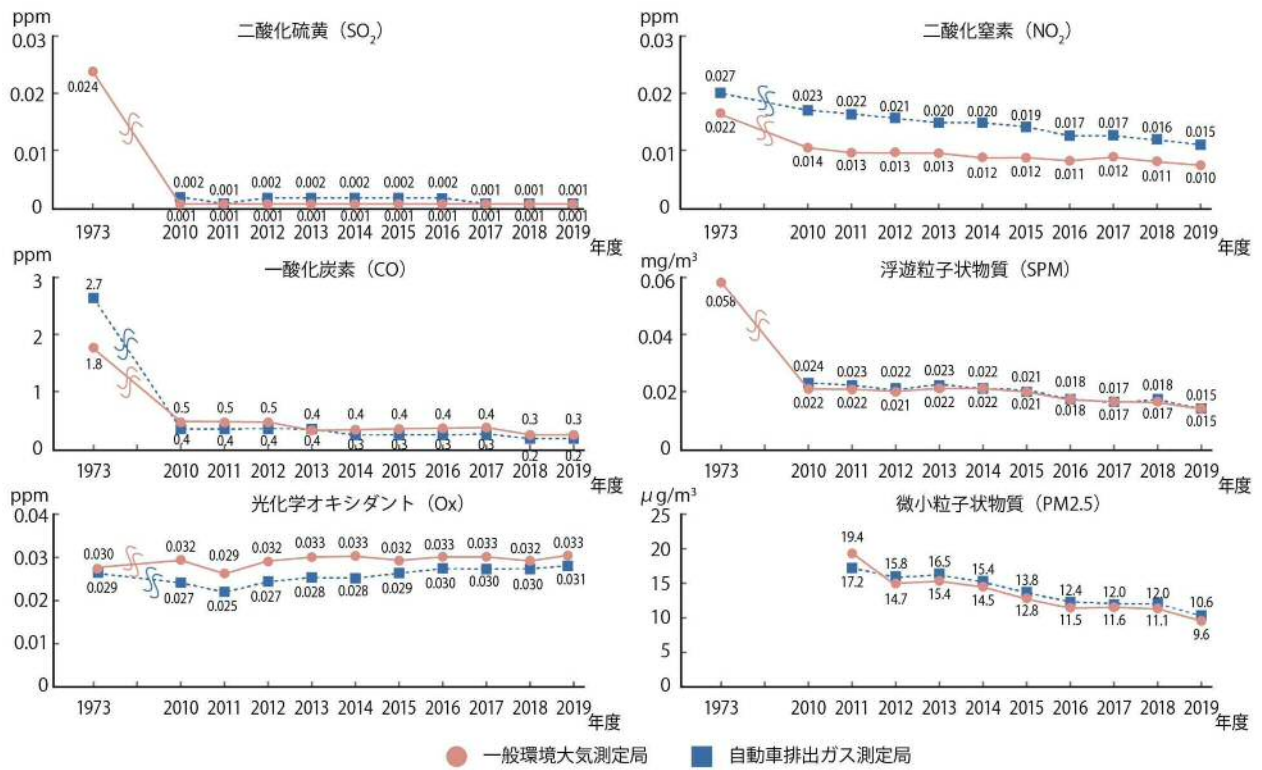 ppm
二酸化硫黄（SO2）
0.03
0.02
0.01
0
0.024
0.002 0.001 0.002 0.002 0.002 0.002 0.002 0.001 0.001 0.001
0.001 0.001 0.001 0.001 0.001 0.001 0.001 0.001 0.001 0.001
1973 2010 2011 2012 2013 2014 2015 2016 2017 2018 2019 年度
ppm
二酸化窒素（NO2）
0.03
0.02
0.01
0
0.027 0.023 0.022 0.021 0.020 0.020 0.019 0.017 0.017 0.016 0.015
0.022 0.014 0.013 0.013 0.013 0.012 0.012 0.011 0.012 0.011 0.010
1973 2010 2011 2012 2013 2014 2015 2016 2017 2018 2019 年度
ppm
一酸化炭素（CO）
3
2
1
0
2.7
1.8
0.5 0.5 0.5 0.4 0.4 0.4 0.4 0.4 0.3 0.3
0.4 0.4 0.4 0.4 0.3 0.3 0.3 0.3 0.2 0.2
1973 2010 2011 2012 2013 2014 2015 2016 2017 2018 2019 年度
mg/m³
浮遊粒子状物質（SPM）
0.06
0.04
0.02
0
0.058
0.024 0.023 0.022 0.023 0.022 0.021 0.018 0.017 0.018 0.015
0.022 0.022 0.021 0.022 0.022 0.021 0.018 0.017 0.017 0.015
1973 2010 2011 2012 2013 2014 2015 2016 2017 2018 2019 年度
ppm
光化学オキシダント（Ox）
0.04
0.03
0.02
0.01
0
0.030 0.032 0.029 0.032 0.033 0.033 0.032 0.033 0.033 0.032 0.033
0.029 0.027 0.025 0.027 0.028 0.028 0.029 0.030 0.030 0.030 0.031
1973 2010 2011 2012 2013 2014 2015 2016 2017 2018 2019 年度
μg/m³
微小粒子状物質（PM2.5）
25
20
15
10
5
0
19.4 15.8 16.5 15.4 13.8 12.4 12.0 12.0 10.6
17.2 14.7 15.4 14.5 12.8 11.5 11.6 11.1 9.6
1973 2010 2011 2012 2013 2014 2015 2016 2017 2018 2019 年度
一般環境大気測定局 自動車排出ガス測定局